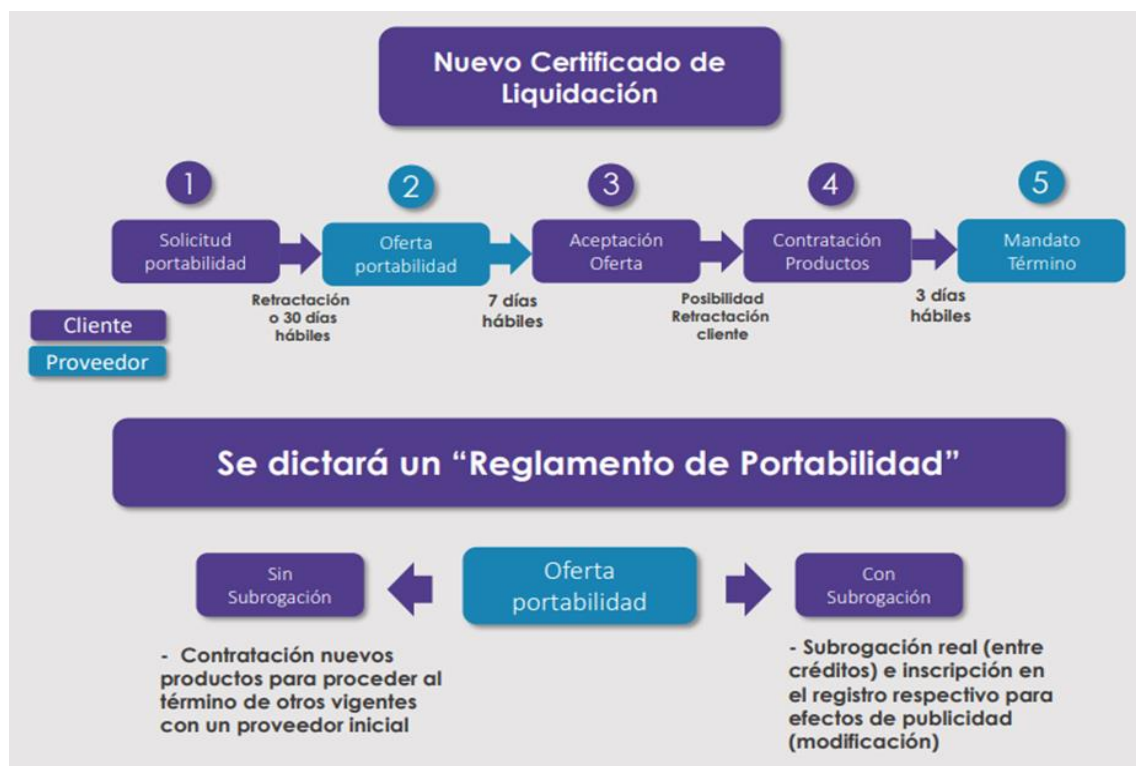 Nuevo Certificado de
Liquidación
1
2
3
4
5
Solicitud
portabilidad
Oferta
portabilidad
Aceptación
Oferta
Contratación
Productos
Mandato
Término
Retractación
o 30 días
hábiles
7 días
hábiles
Posibilidad
Retractación
cliente
3 días
hábiles
Cliente
Proveedor
Se dictará un “Reglamento de Portabilidad”
Sin
Subrogación
Oferta
portabilidad
Con
Subrogación
- Contratación nuevos
productos para proceder al
término de otros vigentes
con un proveedor inicial
- Subrogación real (entre
créditos) e inscripción en
el registro respectivo para
efectos de publicidad
(modificación)